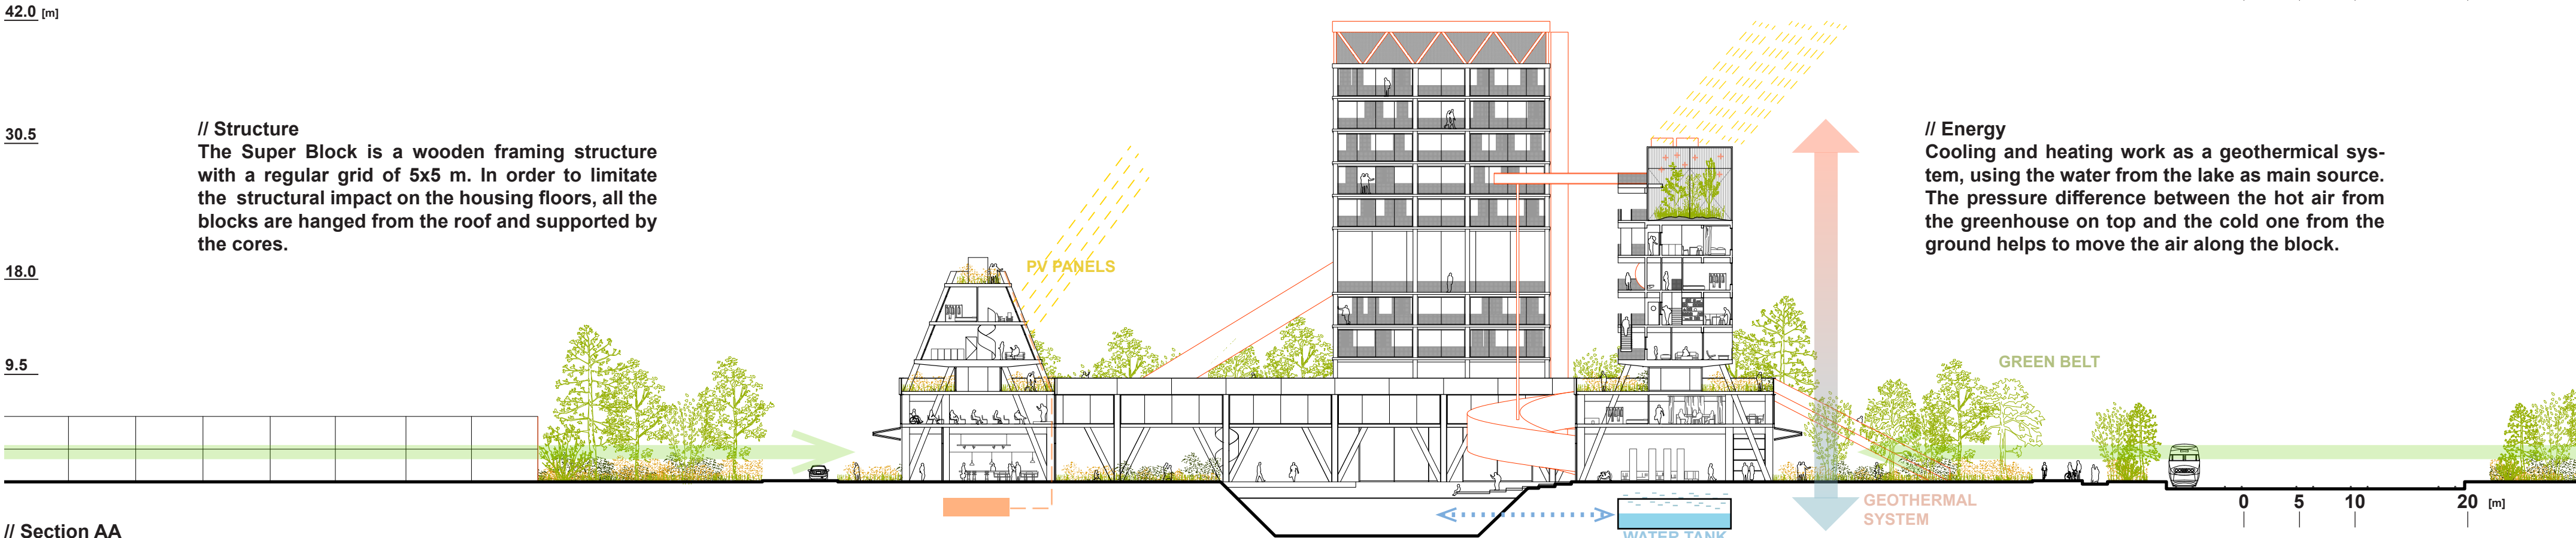 42.0 [m]
30.5
18.0
9.5
// Structure
The Super Block is a wooden framing structure
with a regular grid of 5x5 m. In order to limitate
the structural impact on the housing floors, all the
blocks are hanged from the roof and supported by
the cores.
PV PANELS
// Energy
Cooling and heating work as a geothermical sys-
tem, using the water from the lake as main source.
The pressure difference between the hot air from
the greenhouse on top and the cold one from the
ground helps to move the air along the block.
GREEN BELT
GEOTHERMAL
SYSTEM
WATER TANK
0 5 10 20 [m]
// Section AA